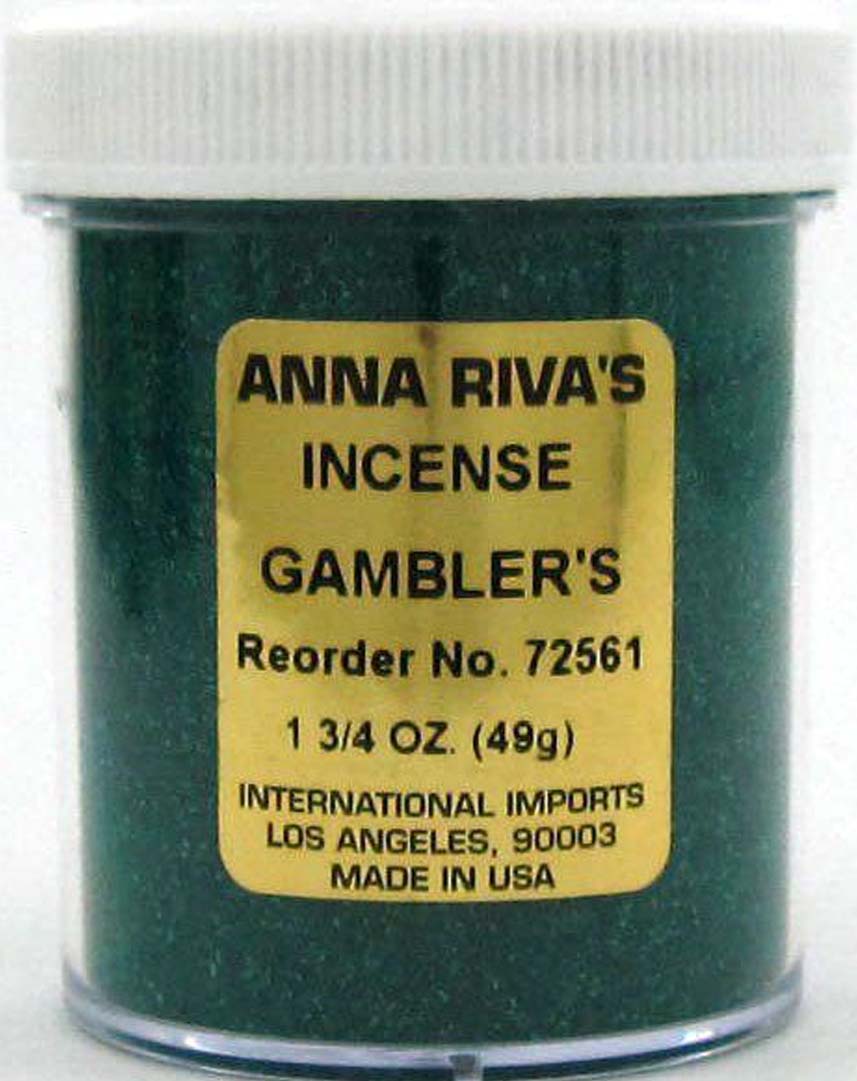 ANNA RIVA'S
INCENSE
GAMBLER'S
Reorder No. 72561
1 3/4 OZ. (49g)
INTERNATIONAL IMPORTS
LOS ANGELES, 90003
MADE IN USA